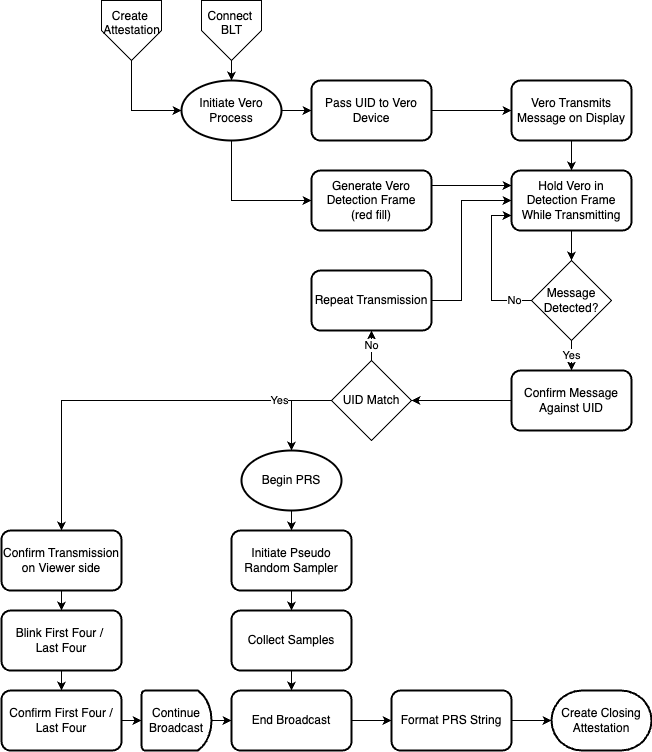 Create
Attestation
Connect
BLT
Initiate Vero
Process
Pass UID to Vero
Device
Vero Transmits
Message on Display
Generate Vero
Detection Frame
(red fill)
Hold Vero in
Detection Frame
While Transmitting
Repeat Transmission
No
Message
Detected?
No
Yes
Yes
UID Match
Confirm Message
Against UID
Begin PRS
Confirm Transmission
on Viewer side
Initiate Pseudo
Random Sampler
Blink First Four /
Last Four
Collect Samples
Confirm First Four /
Last Four
Continue
Broadcast
End Broadcast
Format PRS String
Create Closing
Attestation